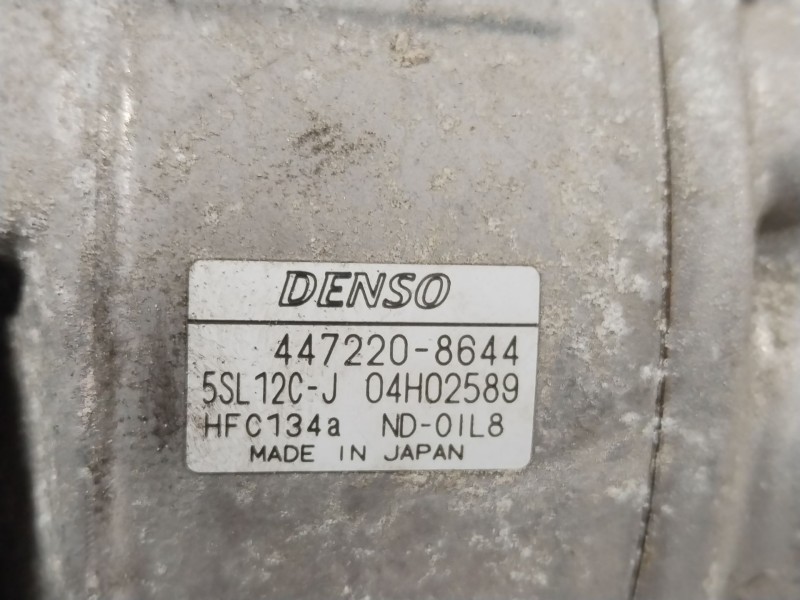 DENSO
447220-8644
5SL12C-J 04H02589
HFC134a ND-OIL8
MADE IN JAPAN